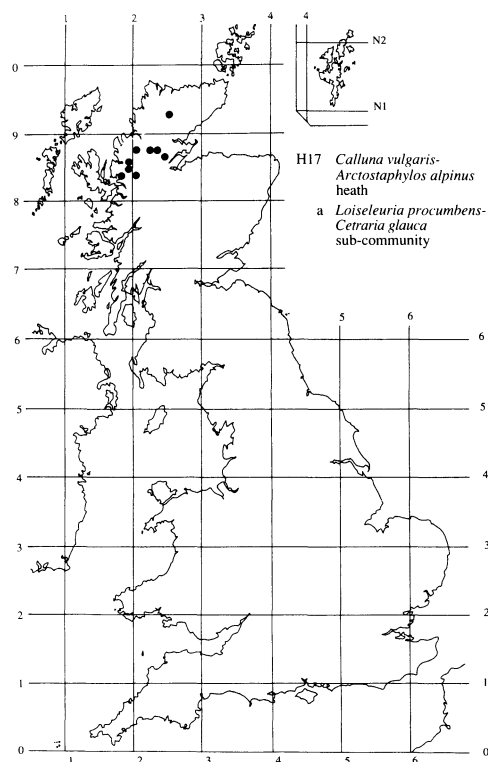 1 2 3 4
N2
0
N1
9
H17 Calluna vulgaris-
Arctostaphylos alpinus
heath
a Loiseleuria procumbens-
Cetraria glauca
sub-community
8
7
5 6
6 6
5 5
4 4
3 3
2 2
1 1
0 0
1 2 3 4 5 6